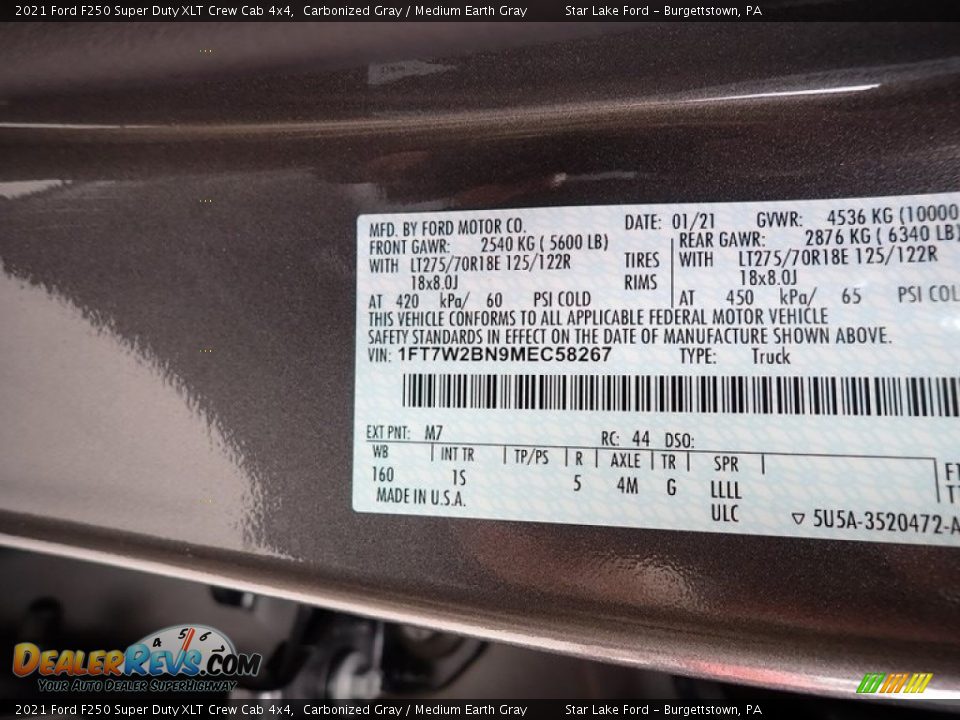 2021 Ford F250 Super Duty XLT Crew Cab 4x4, Carbonized Gray / Medium Earth Gray Star Lake Ford - Burgettstown, PA
MFD. BY FORD MOTOR CO. DATE: 01/21 GVWR: 4536 KG (10000
FRONT GAWR: 2540 KG ( 5600 LB) REAR GAWR: 2876 KG ( 6340 LB)
WITH LT275/70R18E 125/122R TIRES WITH LT275/70R18E 125/122R
18x8.0J RIMS 18x8.0J
AT 420 kPa/ 60 PSI COLD AT 450 kPa/ 65 PSI COL
THIS VEHICLE CONFORMS TO ALL APPLICABLE FEDERAL MOTOR VEHICLE
SAFETY STANDARDS IN EFFECT ON THE DATE OF MANUFACTURE SHOWN ABOVE.
VIN: 1FT7W2BN9MEC58267 TYPE: Truck
EXT PNT: M7 RC: 44 DSO:
WB INT TR TP/PS R AXLE TR SPR
160 1S 5 4M G LLLL
MADE IN U.S.A. ULC
5U5A-3520472-A
4 5 6
DealerRevs.com
Your Auto Dealer SuperHighway
2021 Ford F250 Super Duty XLT Crew Cab 4x4, Carbonized Gray / Medium Earth Gray Star Lake Ford - Burgettstown, PA